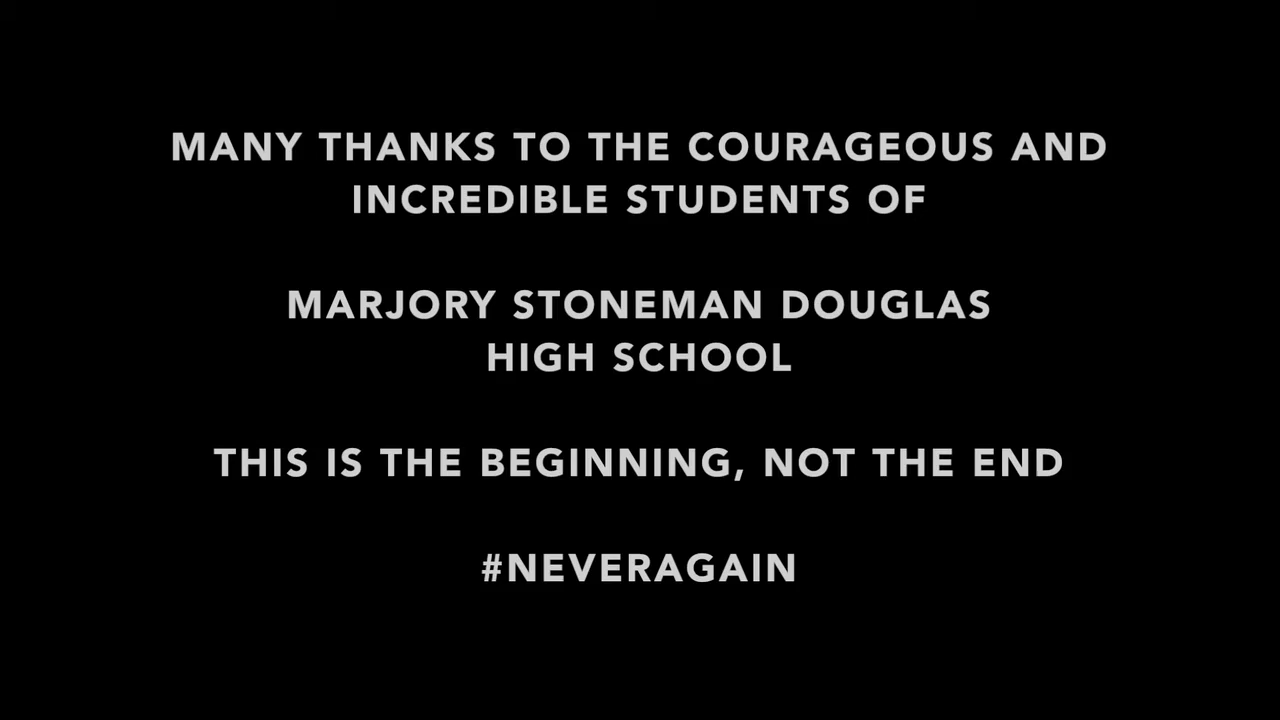 MANY THANKS TO THE COURAGEOUS AND
INCREDIBLE STUDENTS OF
MARJORY STONEMAN DOUGLAS
HIGH SCHOOL
THIS IS THE BEGINNING, NOT THE END
#NEVERAGAIN